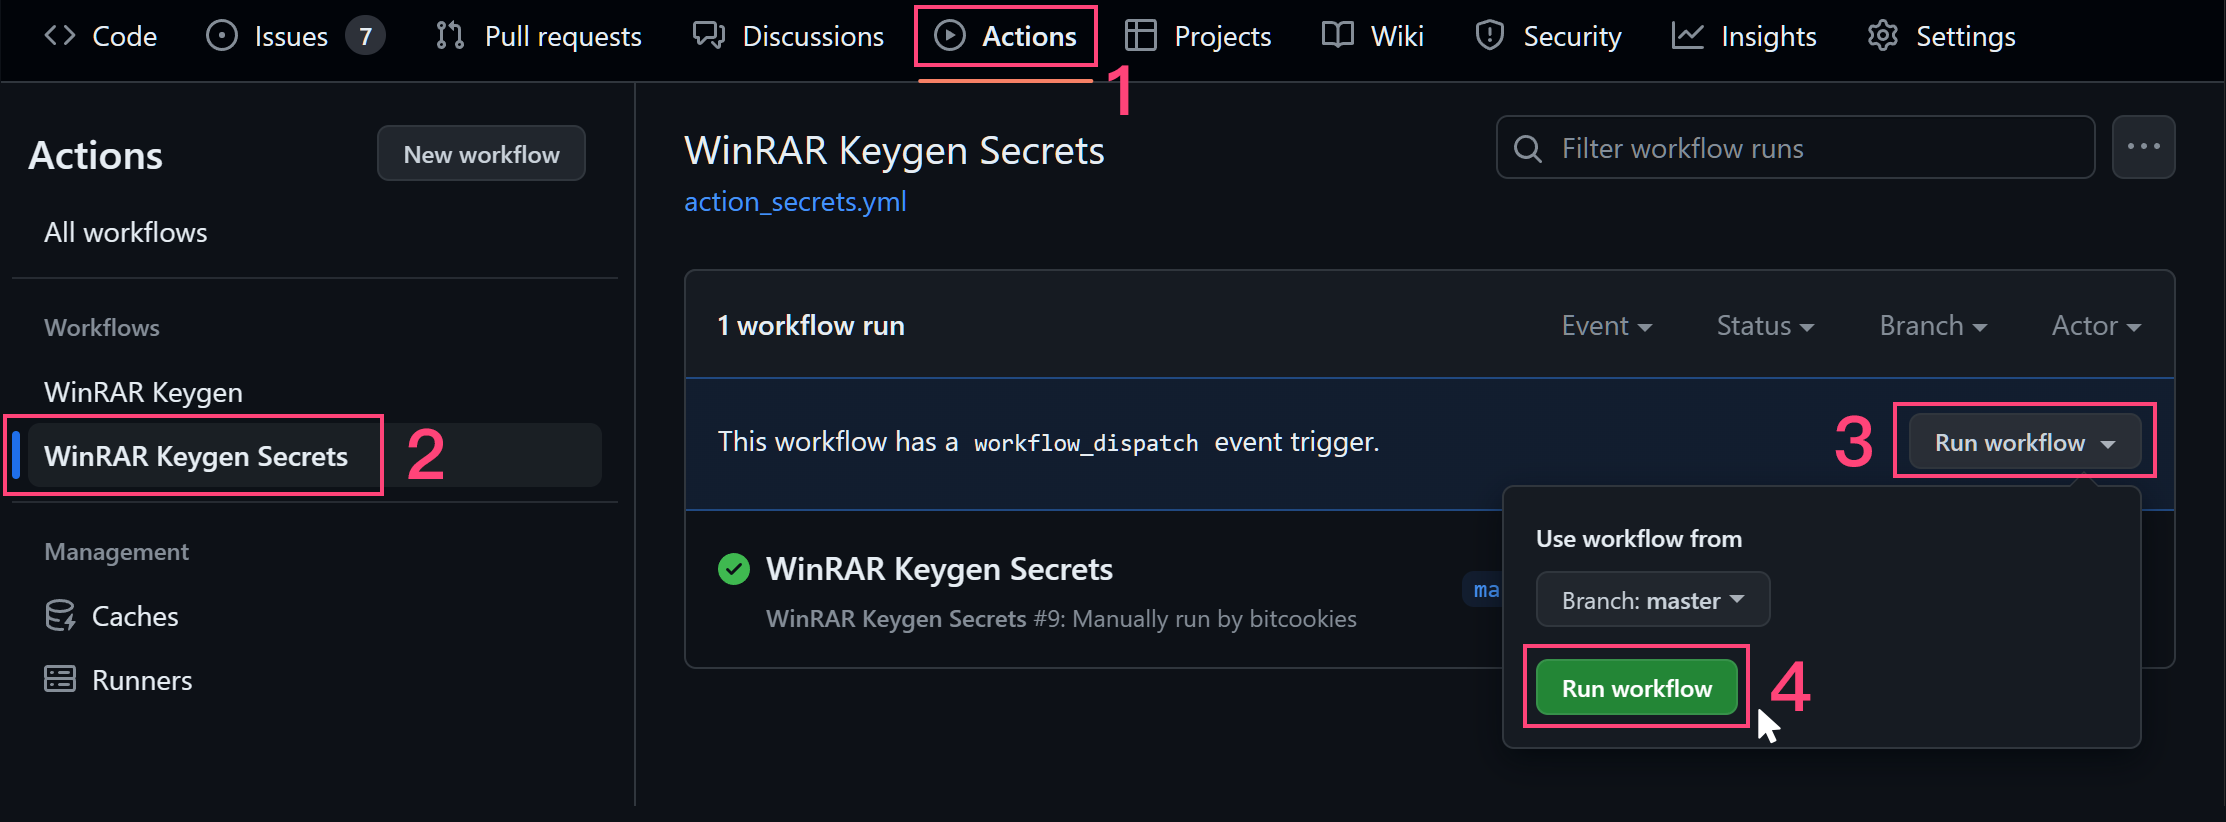 Code Issues 7 Pull requests Discussions Actions Projects Wiki Security Insights Settings
1
Actions
New workflow
All workflows
Workflows
WinRAR Keygen
WinRAR Keygen Secrets
2
Management
Caches
Runners
WinRAR Keygen Secrets
action_secrets.yml
Filter workflow runs
1 workflow run
Event Status Branch Actor
This workflow has a workflow_dispatch event trigger.
3
Run workflow
WinRAR Keygen Secrets
WinRAR Keygen Secrets #9: Manually run by bitcookies
ma
Use workflow from
Branch: master
Run workflow
4